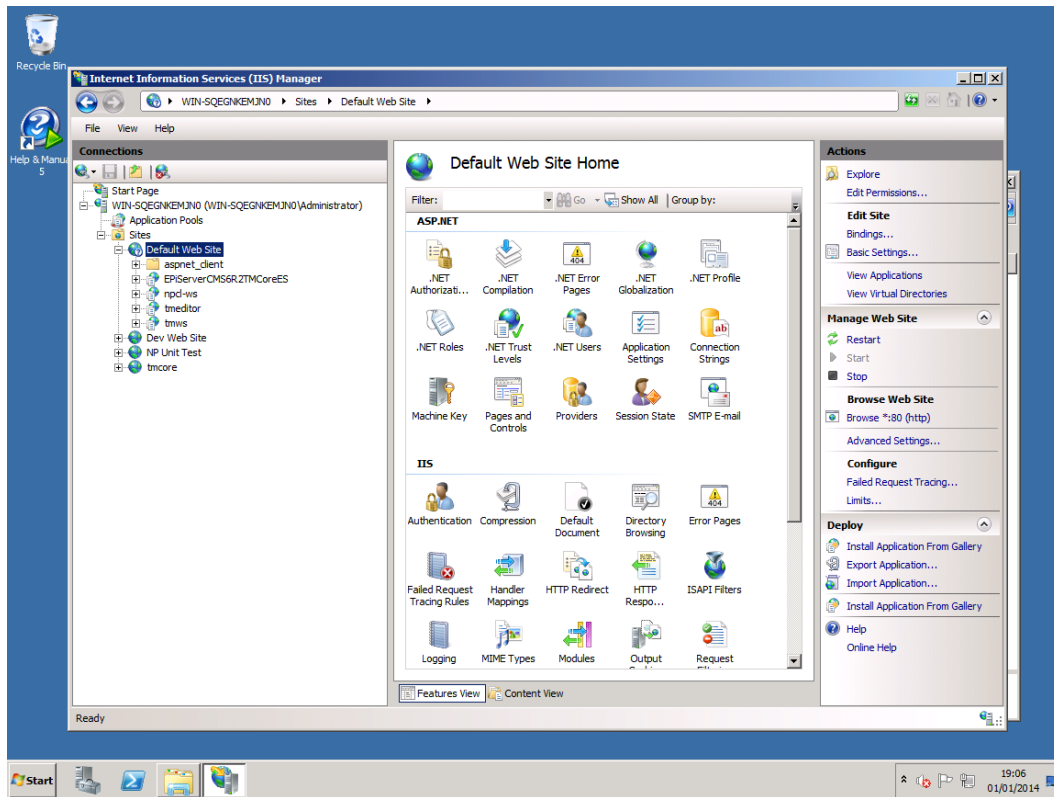 Recycle Bin
Help & Manua
5
Internet Information Services (IIS) Manager
WIN-SQEGNKEMJN0 Sites Default Web Site
File View Help
Connections
Start Page
WIN-SQEGNKEMJN0 (WIN-SQEGNKEMJN0\Administrator)
Application Pools
Sites
Default Web Site
aspnet_client
EPiServerCMS6R2TMCoreES
npcl-ws
tmeditor
tmws
Dev Web Site
NP Unit Test
tmcore
Default Web Site Home
Filter: Go Show All Group by:
ASP.NET
.NET Authorizati...
.NET Compilation
.NET Error Pages
404
.NET Globalization
.NET Profile
.NET Roles
.NET Trust Levels
.NET Users
Application Settings
ab
Connection Strings
Machine Key
Pages and Controls
Providers
Session State
SMTP E-mail
IIS
Authentication
Compression
Default Document
Directory Browsing
404
Error Pages
Failed Request Tracing Rules
Handler Mappings
HTTP Redirect
HTTP Respo...
ISAPI Filters
Logging
MIME Types
Modules
Output
Request
Features View Content View
Actions
Explore
Edit Permissions...
Edit Site
Bindings...
Basic Settings...
View Applications
View Virtual Directories
Manage Web Site
Restart
Start
Stop
Browse Web Site
Browse *:80 (http)
Advanced Settings...
Configure
Failed Request Tracing...
Limits...
Deploy
Install Application From Gallery
Export Application...
Import Application...
Install Application From Gallery
Help
Online Help
Ready
Start
19:06
01/01/2014